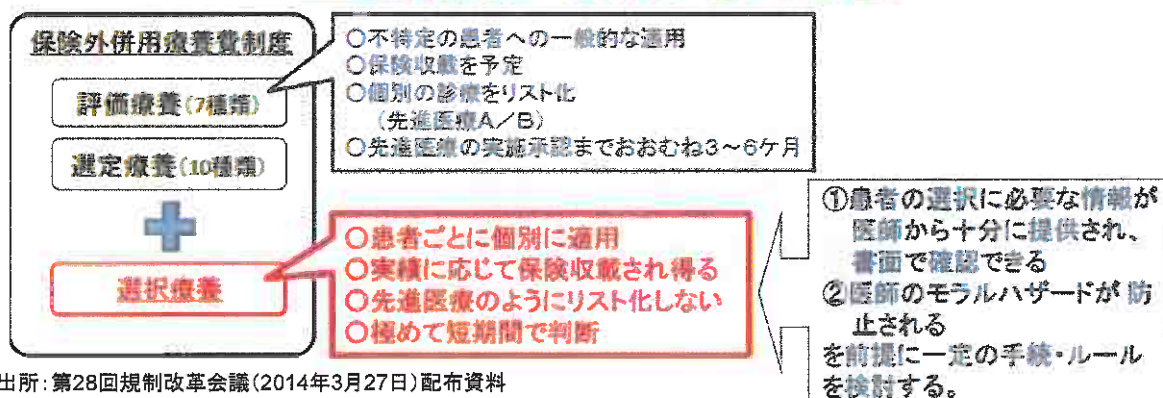 保険外併用療養費制度
評価療養(7種類)
選定療養(10種類)
選択療養
○不特定の患者への一般的な適用
○保険収載を予定
○個別の診療をリスト化
(先進医療A/B)
○先進医療の実施承認までおおむね3~6ケ月
○患者ごとに個別に適用
○実績に応じて保険収載され得る
○先進医療のようにリスト化しない
○極めて短期間で判断
①患者の選択に必要な情報が
医師から十分に提供され、
書面で確認できる
②医師のモラルハザードが防
止される
を前提に一定の手続・ルール
を検討する。
出所:第28回規制改革会議(2014年3月27日)配布資料